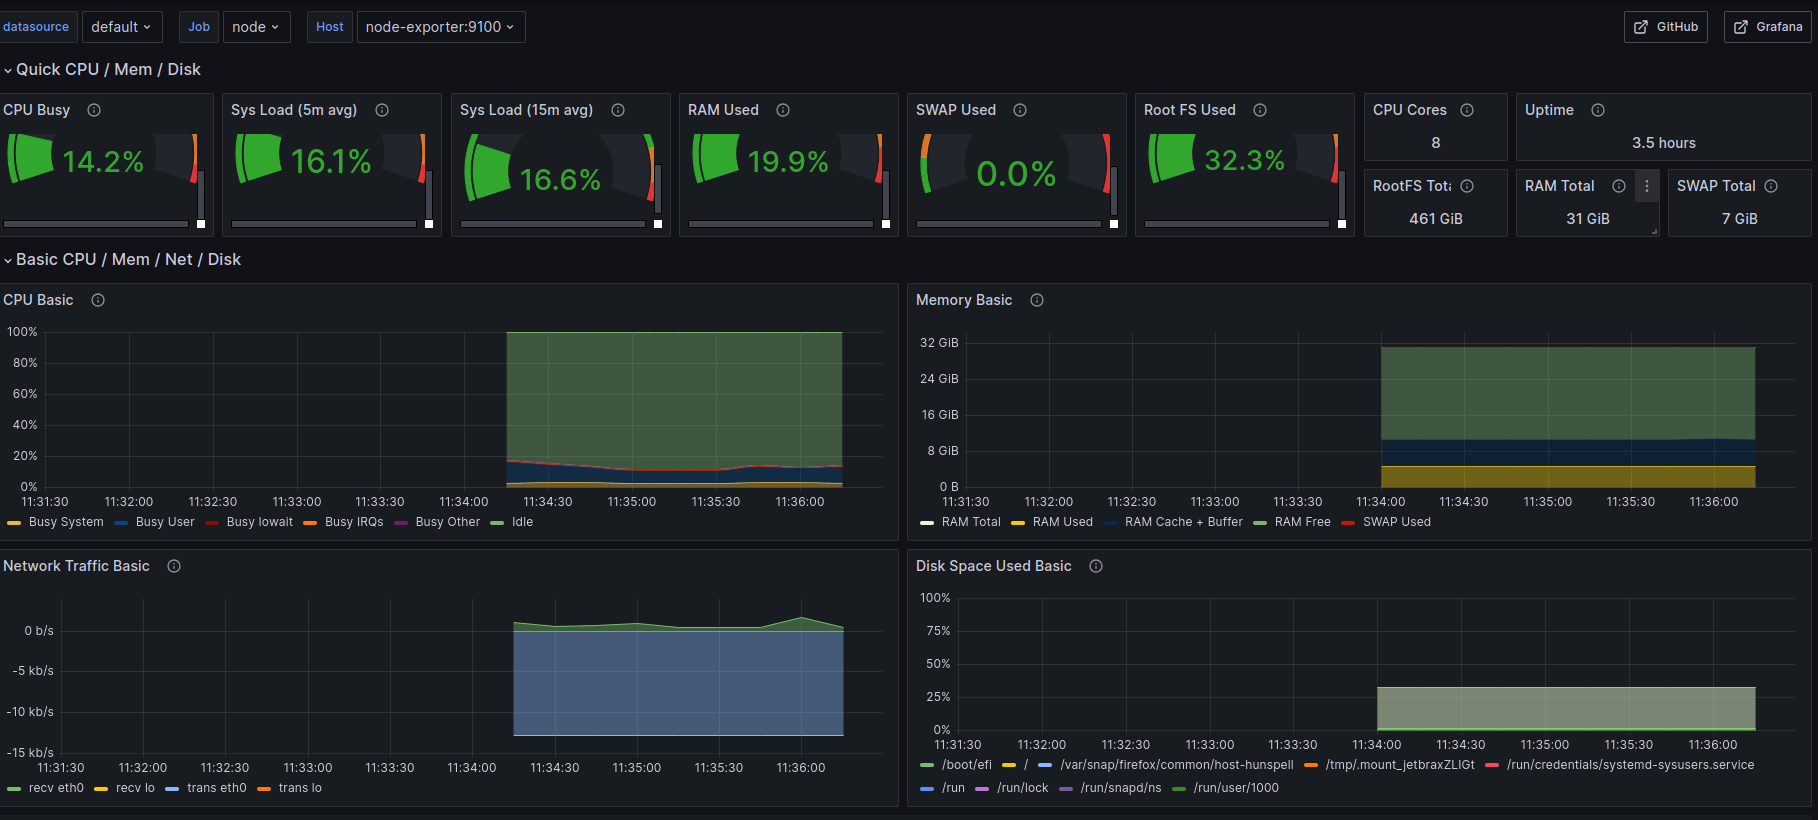 datasource default Job node Host node-exporter:9100 GitHub Grafana
Quick CPU / Mem / Disk
CPU Busy Sys Load (5m avg) Sys Load (15m avg) RAM Used SWAP Used Root FS Used CPU Cores Uptime
14.2% 16.1% 16.6% 19.9% 0.0% 32.3% 8 3.5 hours
RootFS Tota RAM Total SWAP Total
461 GiB 31 GiB 7 GiB
Basic CPU / Mem / Net / Disk
CPU Basic
100%
80%
60%
40%
20%
0%
11:31:30 11:32:00 11:32:30 11:33:00 11:33:30 11:34:00 11:34:30 11:35:00 11:35:30 11:36:00
Busy System Busy User Busy Iowait Busy IRQs Busy Other Idle
Memory Basic
32 GiB
24 GiB
16 GiB
8 GiB
0 B
11:31:30 11:32:00 11:32:30 11:33:00 11:33:30 11:34:00 11:34:30 11:35:00 11:35:30 11:36:00
RAM Total RAM Used RAM Cache + Buffer RAM Free SWAP Used
Network Traffic Basic
0 b/s
-5 kb/s
-10 kb/s
-15 kb/s
11:31:30 11:32:00 11:32:30 11:33:00 11:33:30 11:34:00 11:34:30 11:35:00 11:35:30 11:36:00
recv eth0 recv lo trans eth0 trans lo
Disk Space Used Basic
100%
75%
50%
25%
0%
11:31:30 11:32:00 11:32:30 11:33:00 11:33:30 11:34:00 11:34:30 11:35:00 11:35:30 11:36:00
/boot/efi / /var/snap/firefox/common/host-hunspell /tmp/.mount_jetbraxZLIGt /run/credentials/systemd-sysusers.service
/run /run/lock /run/snapd/ns /run/user/1000